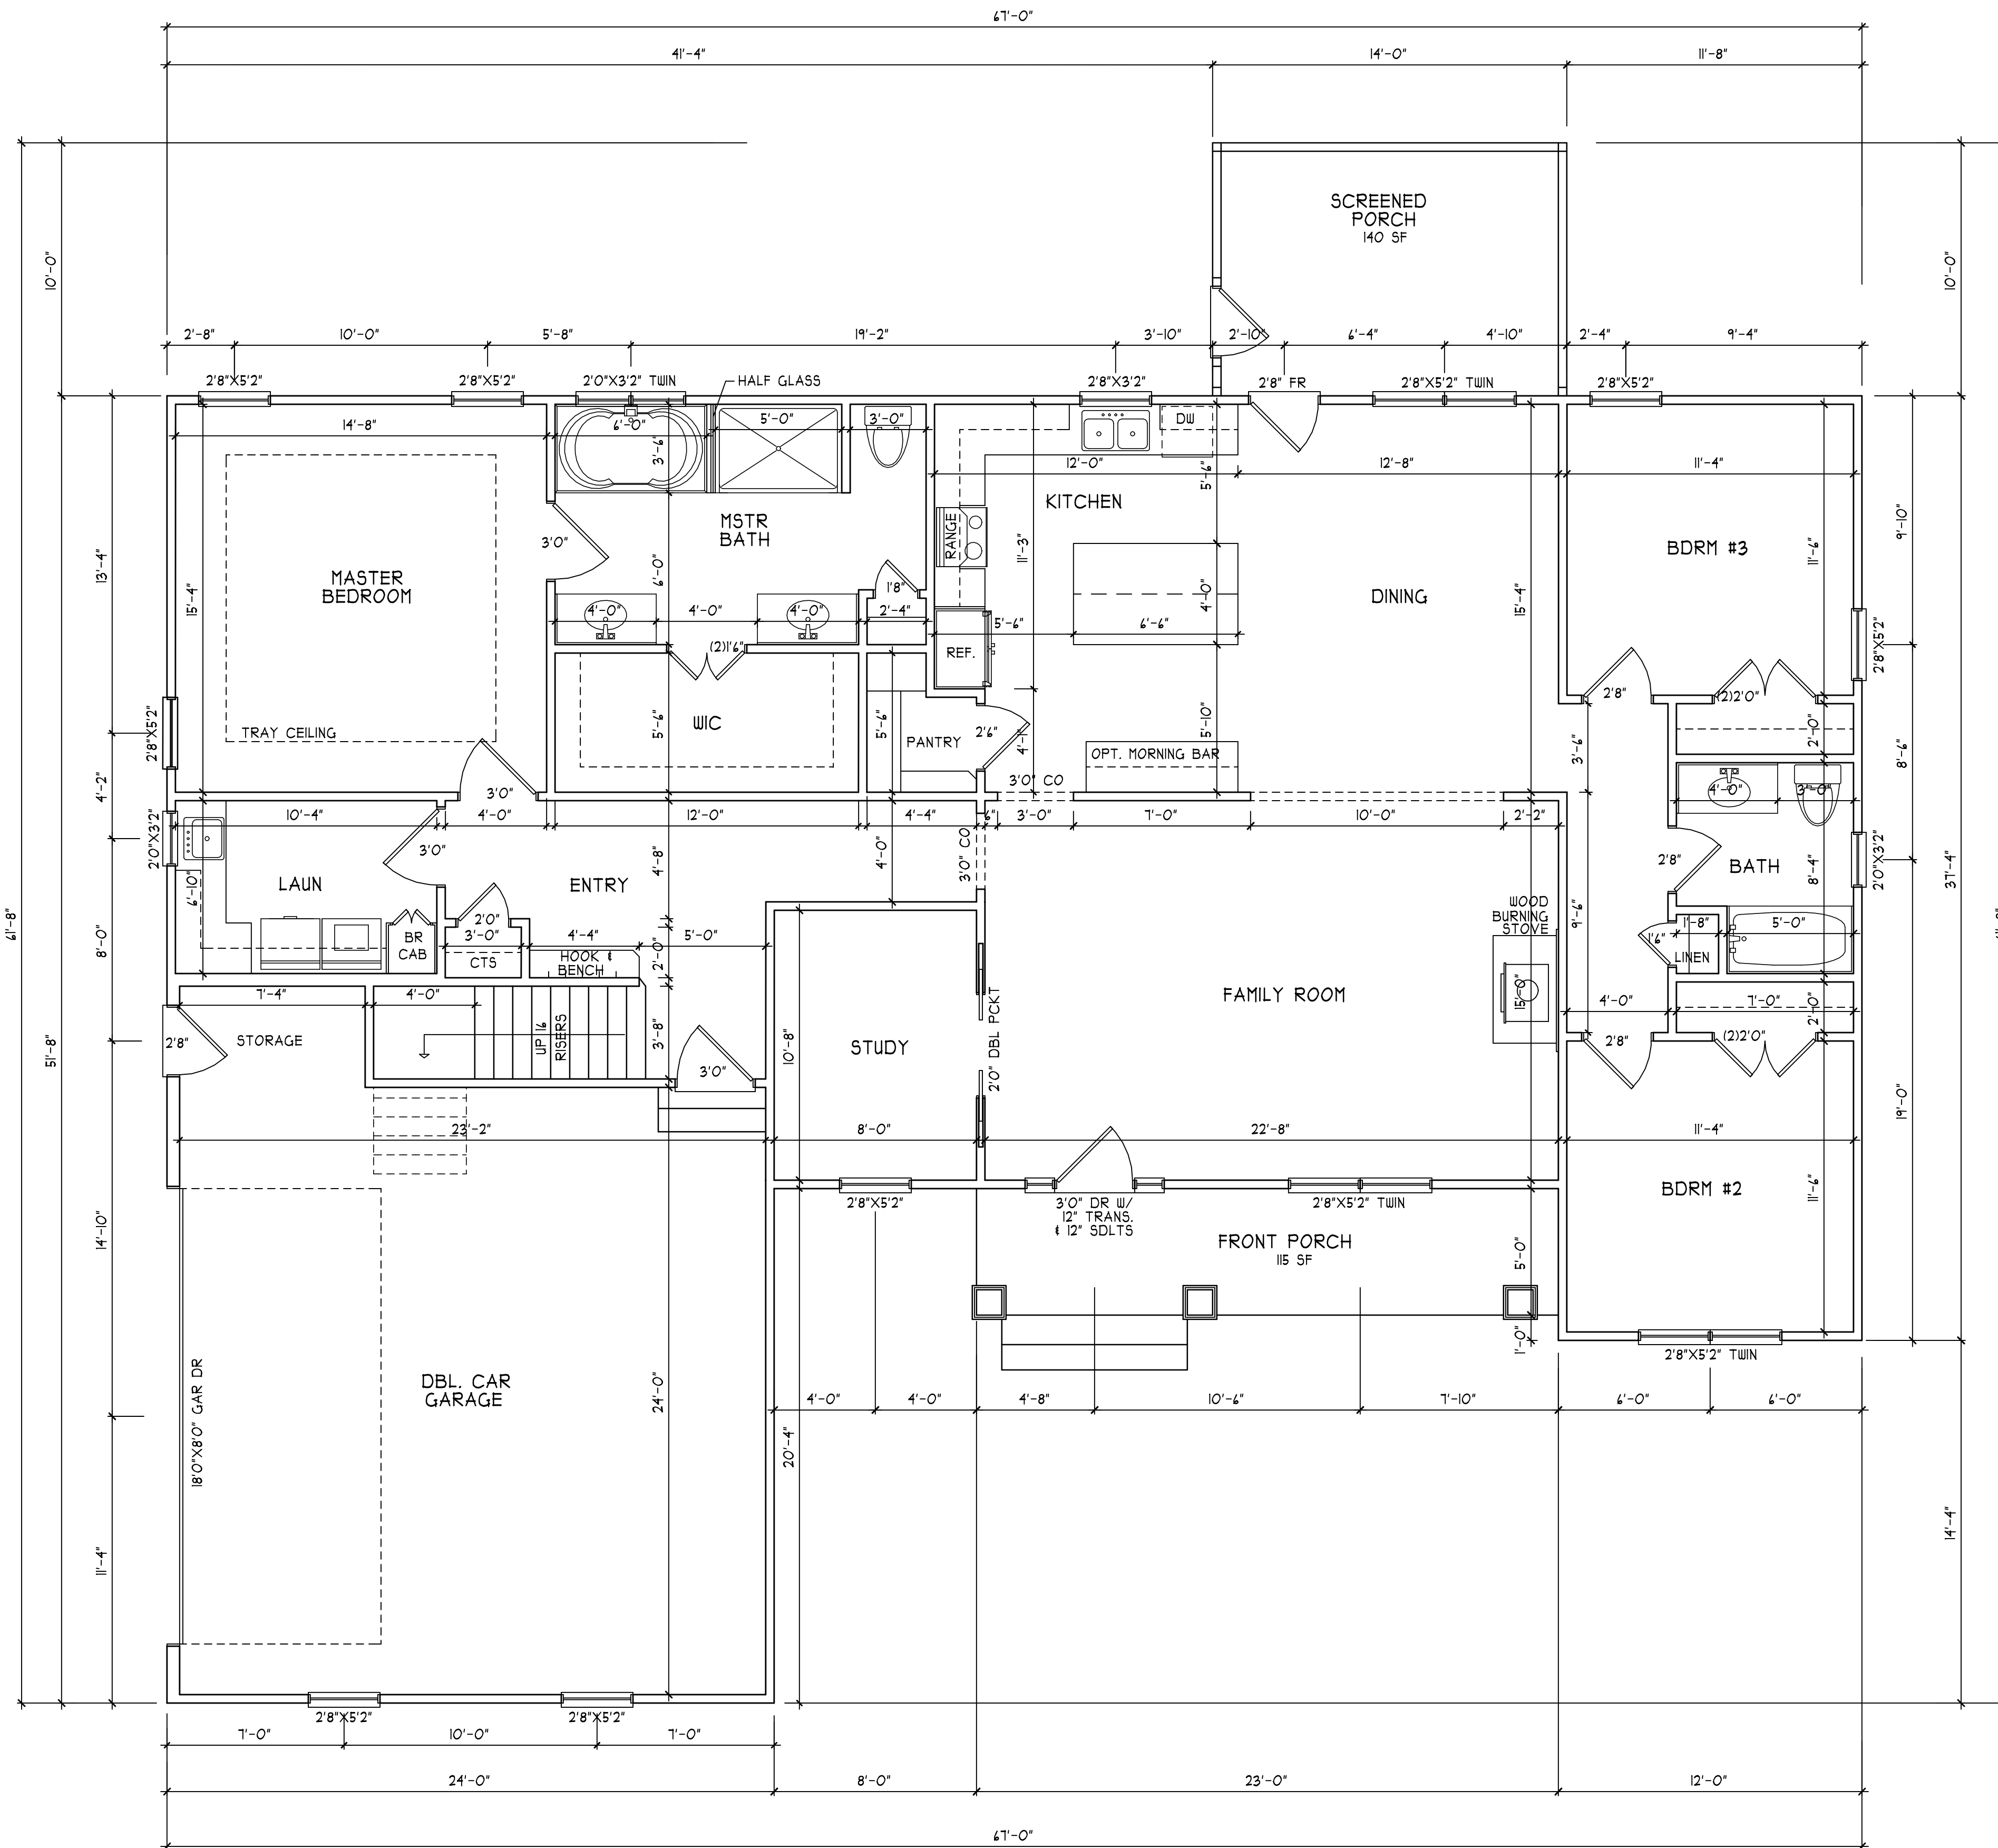 67'-0"
41'-4" 14'-0" 11'-8"
SCREENED
PORCH
140 SF
10'-0" 10'-0"
2'-8" 10'-0" 5'-8" 19'-2" 3'-10" 2'-10" 6'-4" 4'-10" 2'-4" 9'-4"
2'8"X5'2" 2'8"X5'2" 2'0"X3'2" TWIN HALF GLASS 2'8"X3'2" 2'8" FR 2'8"X5'2" TWIN 2'8"X5'2"
14'-8" 6'-0" 5'-0" 3'-0" DW
3'-6"
12'-0" 5'-6" 12'-8" 11'-4"
KITCHEN
MSTR
BATH
RANGE
3'0" 11'-3"
BDRM #3
11'-6"
9'-10"
13'-4"
MASTER
BEDROOM
15'-4"
6'-0"
1'8"
4'-0" 4'-0" 4'-0" 2'-4"
4'-0"
DINING
15'-4"
5'-6" 6'-6"
(2)1'6"
REF.
2'8"X5'2"
2'8" (2)2'0"
TRAY CEILING
2'8"X5'2"
WIC
5'-6" 5'-6"
PANTRY
2'6"
4'-1"
5'-10"
OPT. MORNING BAR
3'-6"
2'-0"
8'-6"
4'-2"
3'0"
3'0" CO
4'-0" 3'-0"
10'-4" 4'-0" 12'-0" 4'-4" 6" 3'-0" 7'-0" 10'-0" 2'-2"
2'0"X3'2"
3'0"
4'-8"
4'-0"
3'0" CO
2'8"
BATH
8'-4"
2'0"X3'2"
37'-4"
LAUN
6'-10"
ENTRY
61'-8"
8'-0"
2'0"
WOOD
BURNING
STOVE
9'-6"
1'-8" 5'-0"
1'6"
LINEN
BR
CAB
3'-0" 4'-4" 5'-0"
CTS
HOOK &
BENCH
2'-0"
7'-4" 4'-0"
FAMILY ROOM
15'-0"
4'-0" 7'-0"
2'-0"
2'8"
STORAGE
UP 16
RISERS
3'-8"
3'0"
10'-8"
STUDY
2'0" DBL PCKT
2'8" (2)2'0"
51'-8"
19'-0"
23'-2" 8'-0" 22'-8" 11'-4"
BDRM #2
11'-6"
2'8"X5'2"
3'0" DR W/
12" TRANS.
& 12" SDLTS
2'8"X5'2" TWIN
14'-10"
FRONT PORCH
115 SF
5'-0"
1'-0"
2'8"X5'2" TWIN
18'0"X8'0" GAR DR
DBL. CAR
GARAGE
24'-0"
4'-0" 4'-0" 4'-8" 10'-6" 7'-10" 6'-0" 6'-0"
20'-4"
14'-4"
11'-4"
2'8"X5'2" 2'8"X5'2"
7'-0" 10'-0" 7'-0"
24'-0" 8'-0" 23'-0" 12'-0"
67'-0"